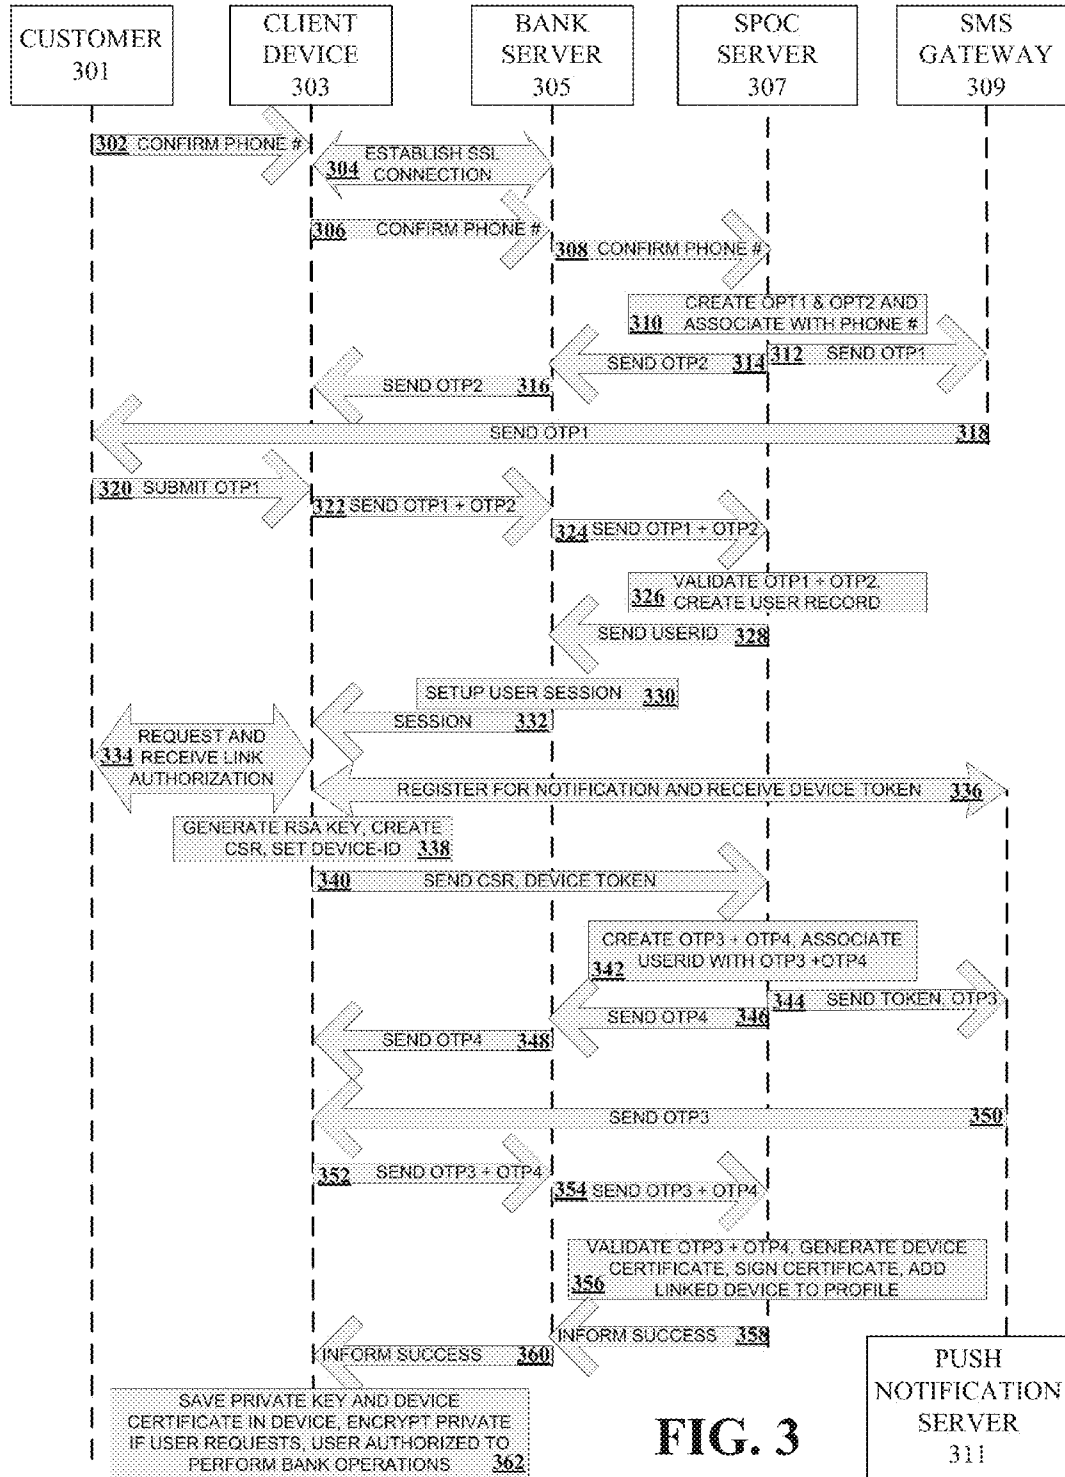 CUSTOMER
301
CLIENT
DEVICE
303
BANK
SERVER
305
SPOC
SERVER
307
SMS
GATEWAY
309
302 CONFIRM PHONE #
304 ESTABLISH SSL
CONNECTION
306 CONFIRM PHONE #
308 CONFIRM PHONE #
310 CREATE OPT1 & OPT2 AND
ASSOCIATE WITH PHONE #
312 SEND OTP1
SEND OTP2 314
SEND OTP2 316
SEND OTP1 318
320 SUBMIT OTP1
322 SEND OTP1 + OTP2
324 SEND OTP1 + OTP2
326 VALIDATE OTP1 + OTP2,
CREATE USER RECORD
SEND USERID 328
SETUP USER SESSION 330
SESSION 332
334 REQUEST AND
RECEIVE LINK
AUTHORIZATION
REGISTER FOR NOTIFICATION AND RECEIVE DEVICE TOKEN 336
GENERATE RSA KEY, CREATE
CSR, SET DEVICE-ID 338
340 SEND CSR, DEVICE TOKEN
CREATE OTP3 + OTP4, ASSOCIATE
342 USERID WITH OTP3 +OTP4
344 SEND TOKEN, OTP3
SEND OTP4 346
SEND OTP4 348
SEND OTP3 350
352 SEND OTP3 + OTP4
354 SEND OTP3 + OTP4
VALIDATE OTP3 + OTP4, GENERATE DEVICE
356 CERTIFICATE, SIGN CERTIFICATE, ADD
LINKED DEVICE TO PROFILE
INFORM SUCCESS 358
INFORM SUCCESS 360
SAVE PRIVATE KEY AND DEVICE
CERTIFICATE IN DEVICE, ENCRYPT PRIVATE
IF USER REQUESTS, USER AUTHORIZED TO
PERFORM BANK OPERATIONS 362
FIG. 3
PUSH
NOTIFICATION
SERVER
311